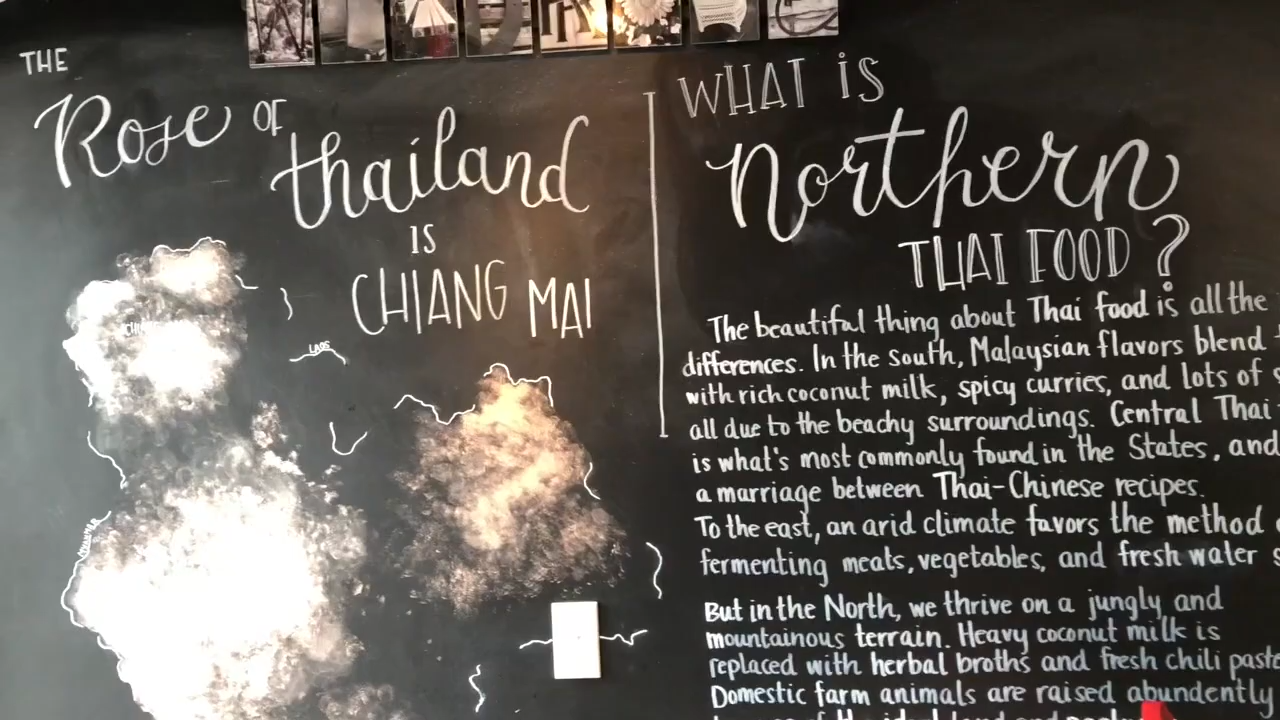 THE
Rose OF
thailand
IS
CHIANG MAI
LAOS
WHAT IS
Northern
THAI FOOD?
The beautiful thing about Thai food is all the
differences. In the south, Malaysian flavors blend
with rich coconut milk, spicy curries, and lots of
all due to the beachy surroundings. Central Thai
is what's most commonly found in the States, and
a marriage between Thai-Chinese recipes.
To the east, an arid climate favors the method
fermenting meats, vegetables, and fresh water
But in the North, we thrive on a jungly and
mountainous terrain. Heavy coconut milk is
replaced with herbal broths and fresh chili paste
Domestic farm animals are raised abundently